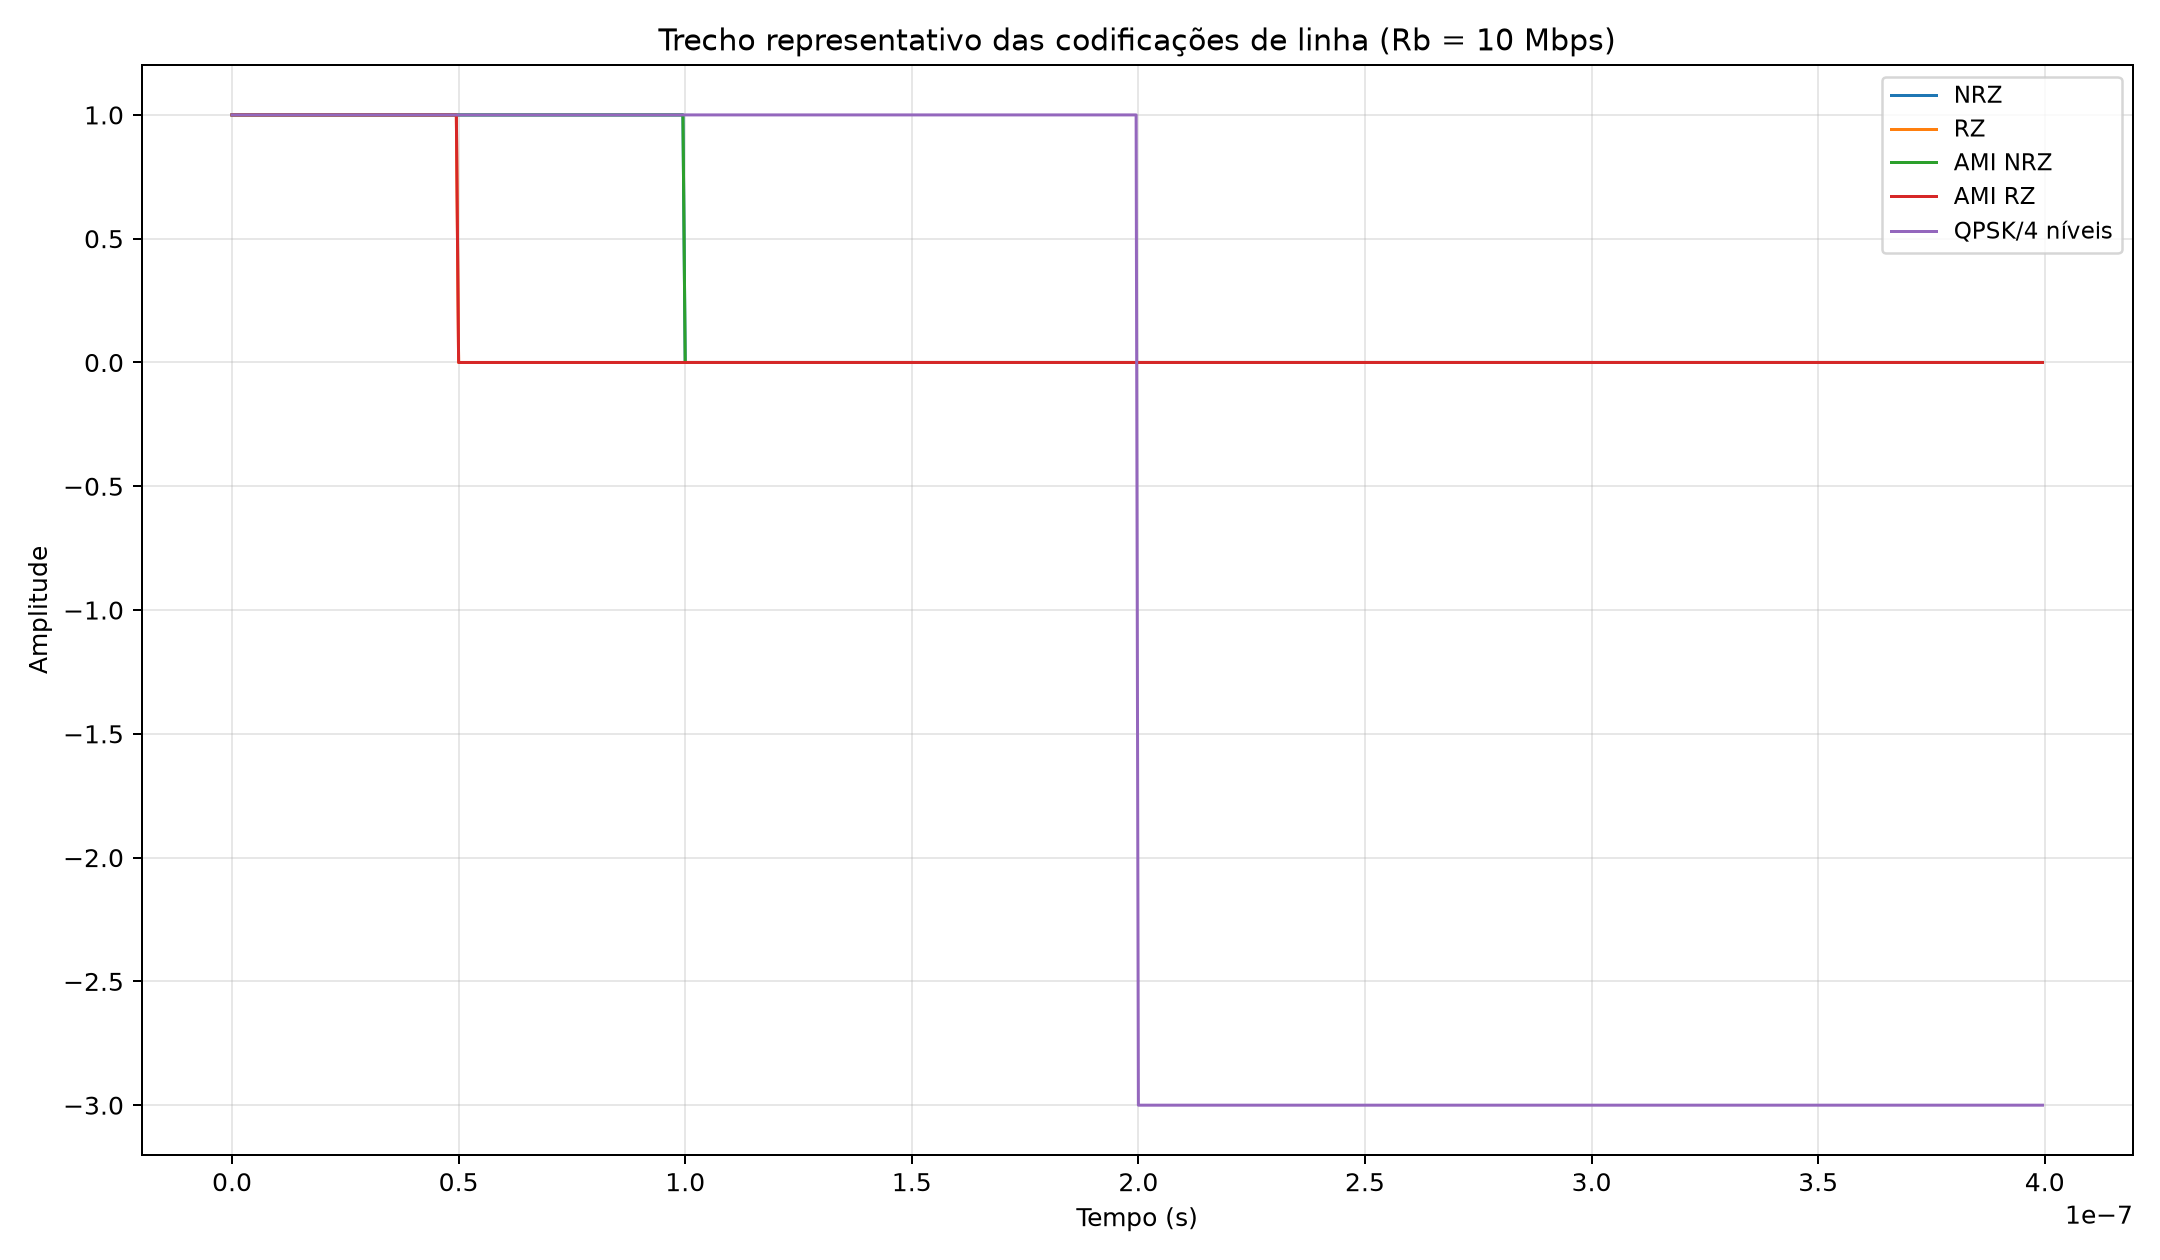 Trecho representativo das codificações de linha (Rb = 10 Mbps)
NRZ
RZ
AMI NRZ
AMI RZ
QPSK/4 níveis
Amplitude
1.0
0.5
0.0
−0.5
−1.0
−1.5
−2.0
−2.5
−3.0
0.0 0.5 1.0 1.5 2.0 2.5 3.0 3.5 4.0
Tempo (s)
1e−7